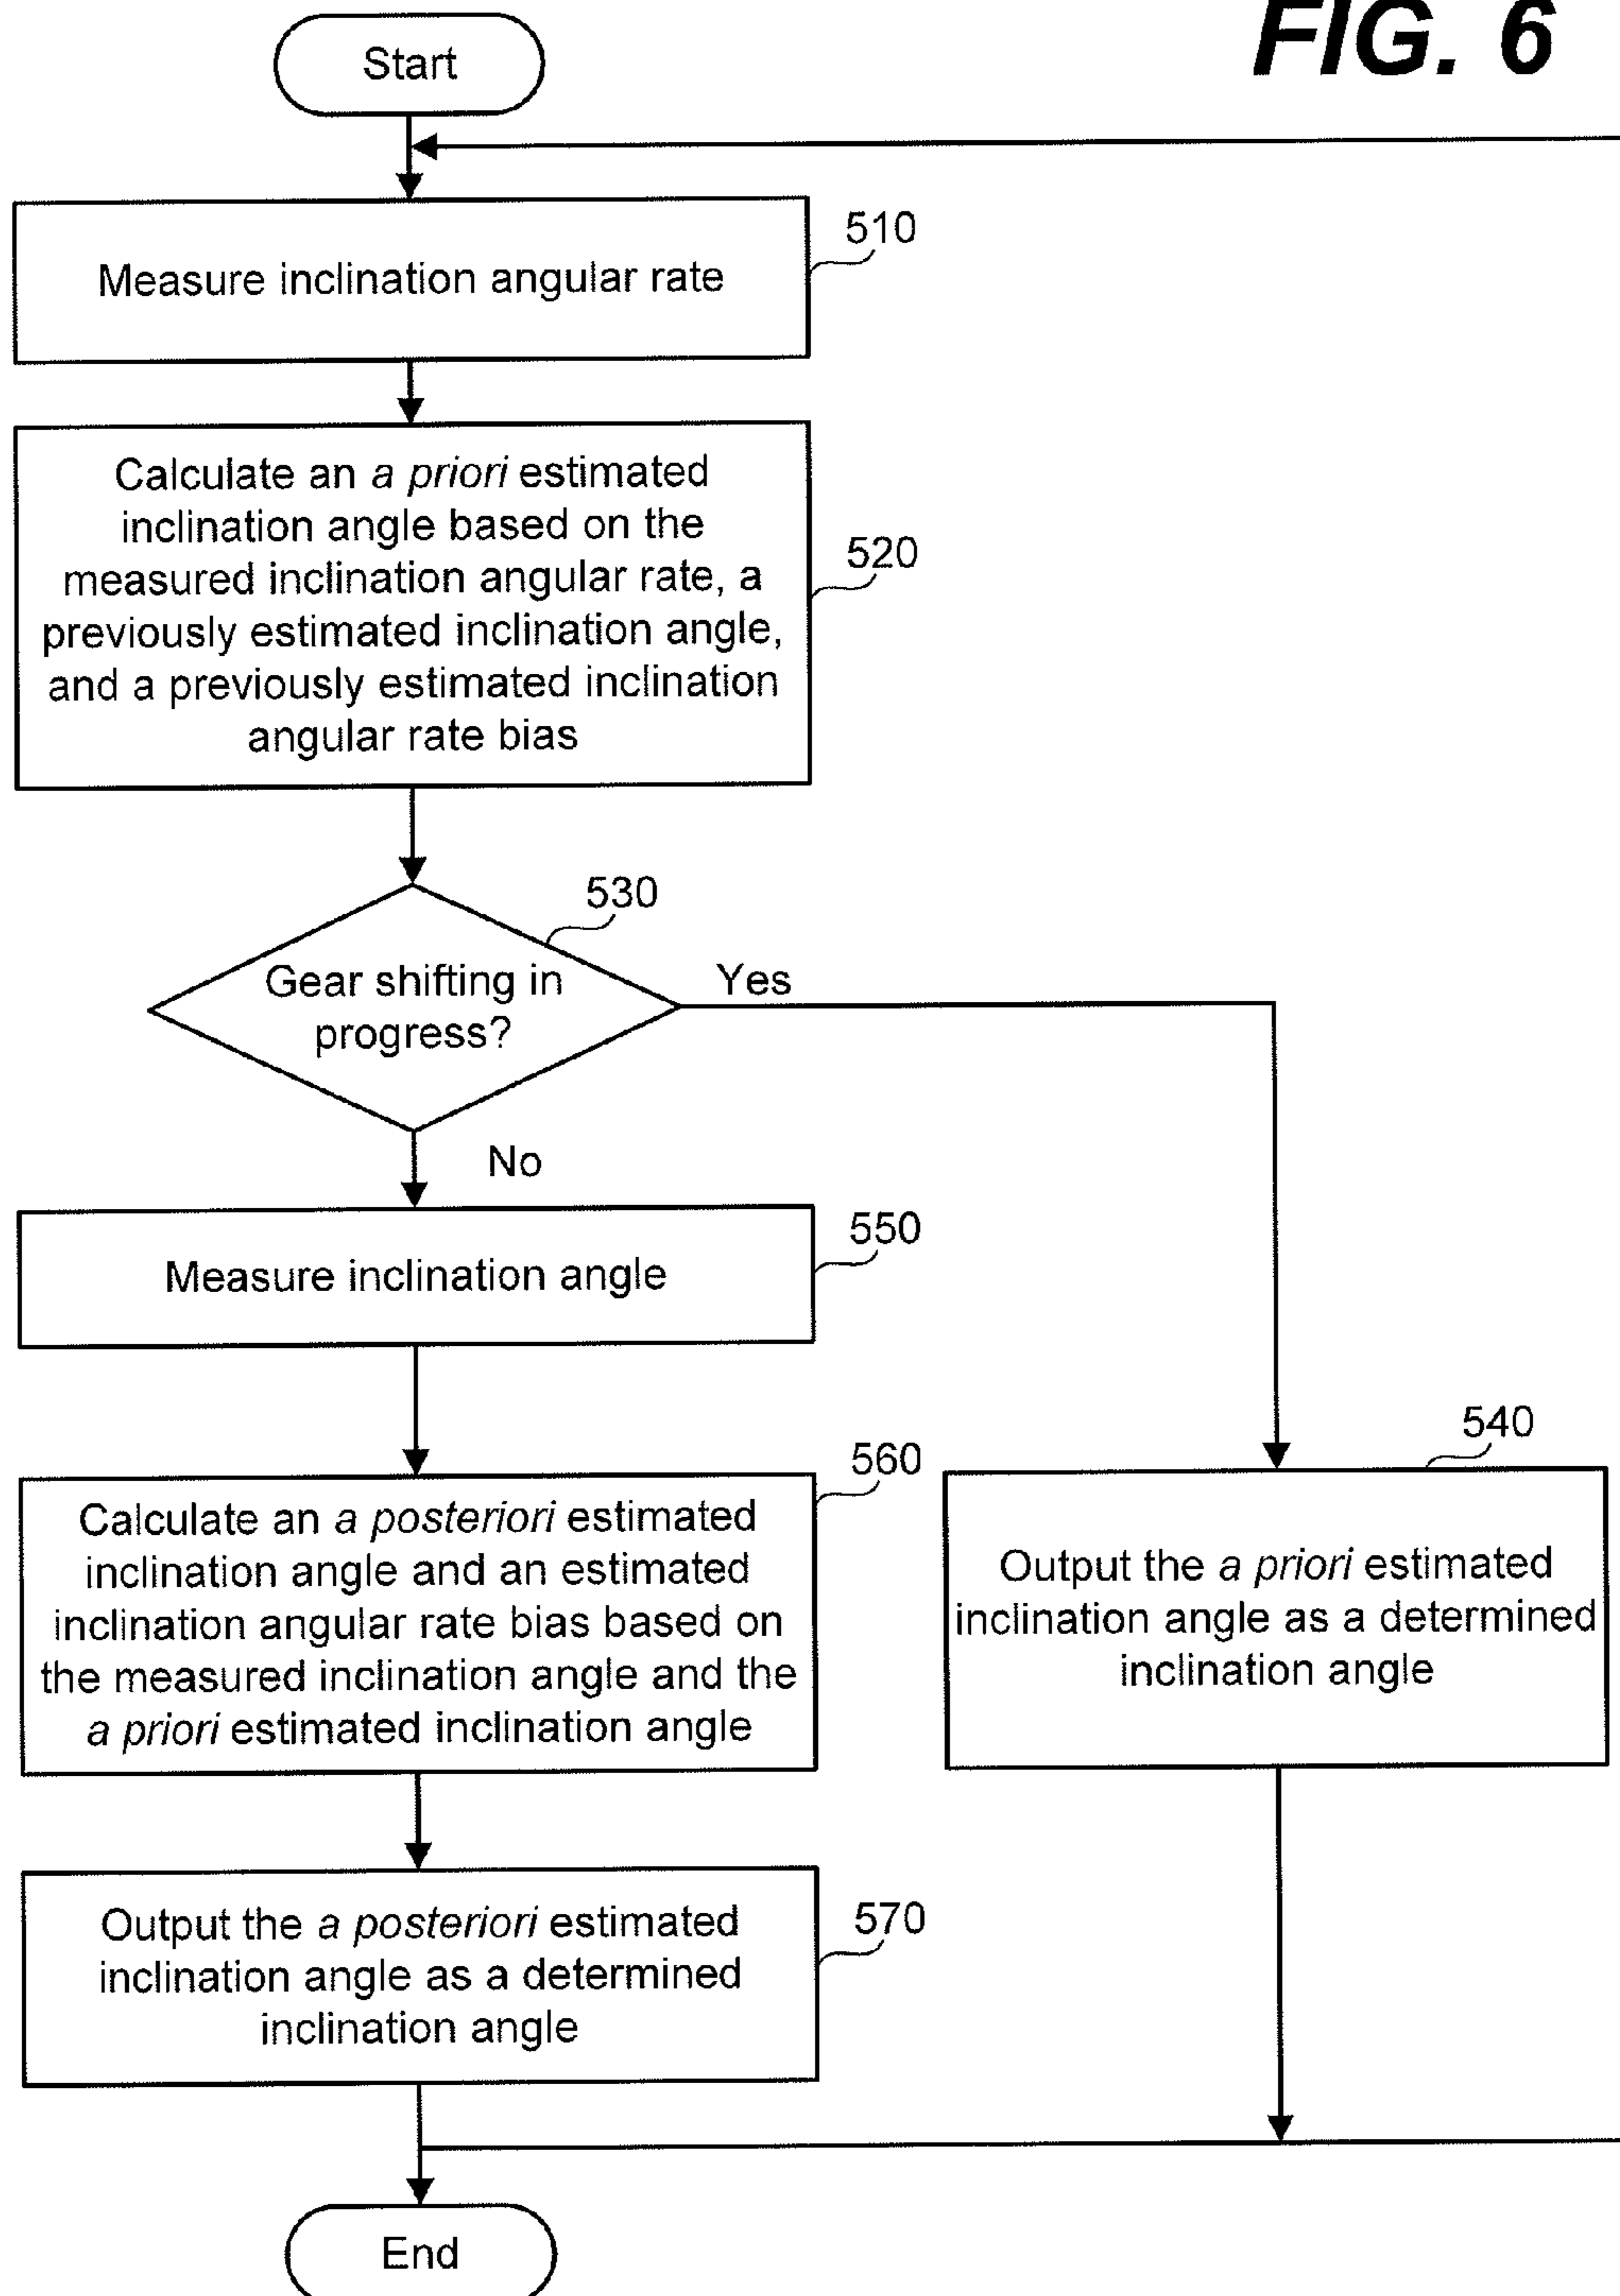 FIG. 6
Start
510
Measure inclination angular rate
Calculate an a priori estimated
inclination angle based on the
measured inclination angular rate, a
previously estimated inclination angle,
and a previously estimated inclination
angular rate bias
520
530
Gear shifting in
progress?
Yes
No
550
Measure inclination angle
540
560
Calculate an a posteriori estimated
inclination angle and an estimated
inclination angular rate bias based on
the measured inclination angle and the
a priori estimated inclination angle
Output the a priori estimated
inclination angle as a determined
inclination angle
570
Output the a posteriori estimated
inclination angle as a determined
inclination angle
End